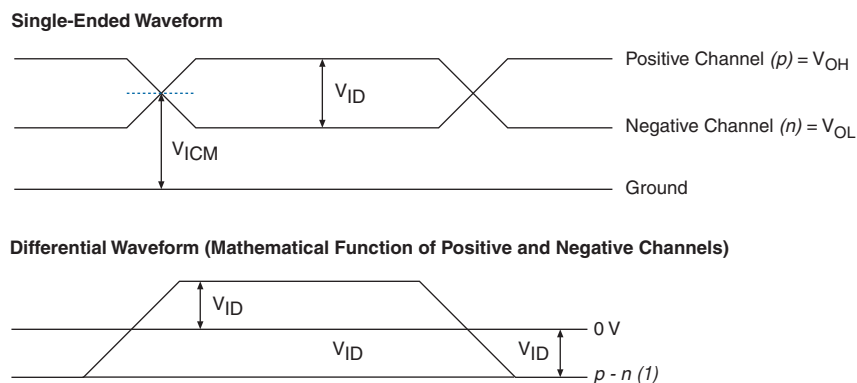 Single-Ended Waveform
Positive Channel (p) = VOH
VID
Negative Channel (n) = VOL
VICM
Ground
Differential Waveform (Mathematical Function of Positive and Negative Channels)
VID
0 V
VID
VID
p - n (1)